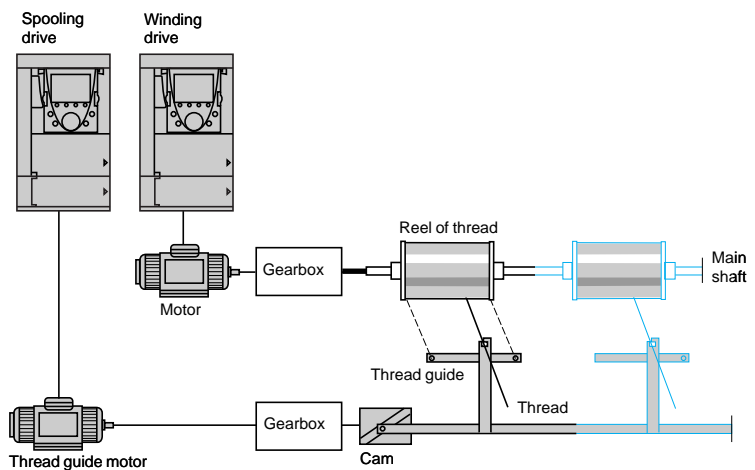 Spooling
drive
Winding
drive
Reel of thread
Main
shaft
Gearbox
Motor
Thread guide
Thread
Gearbox
Cam
Thread guide motor